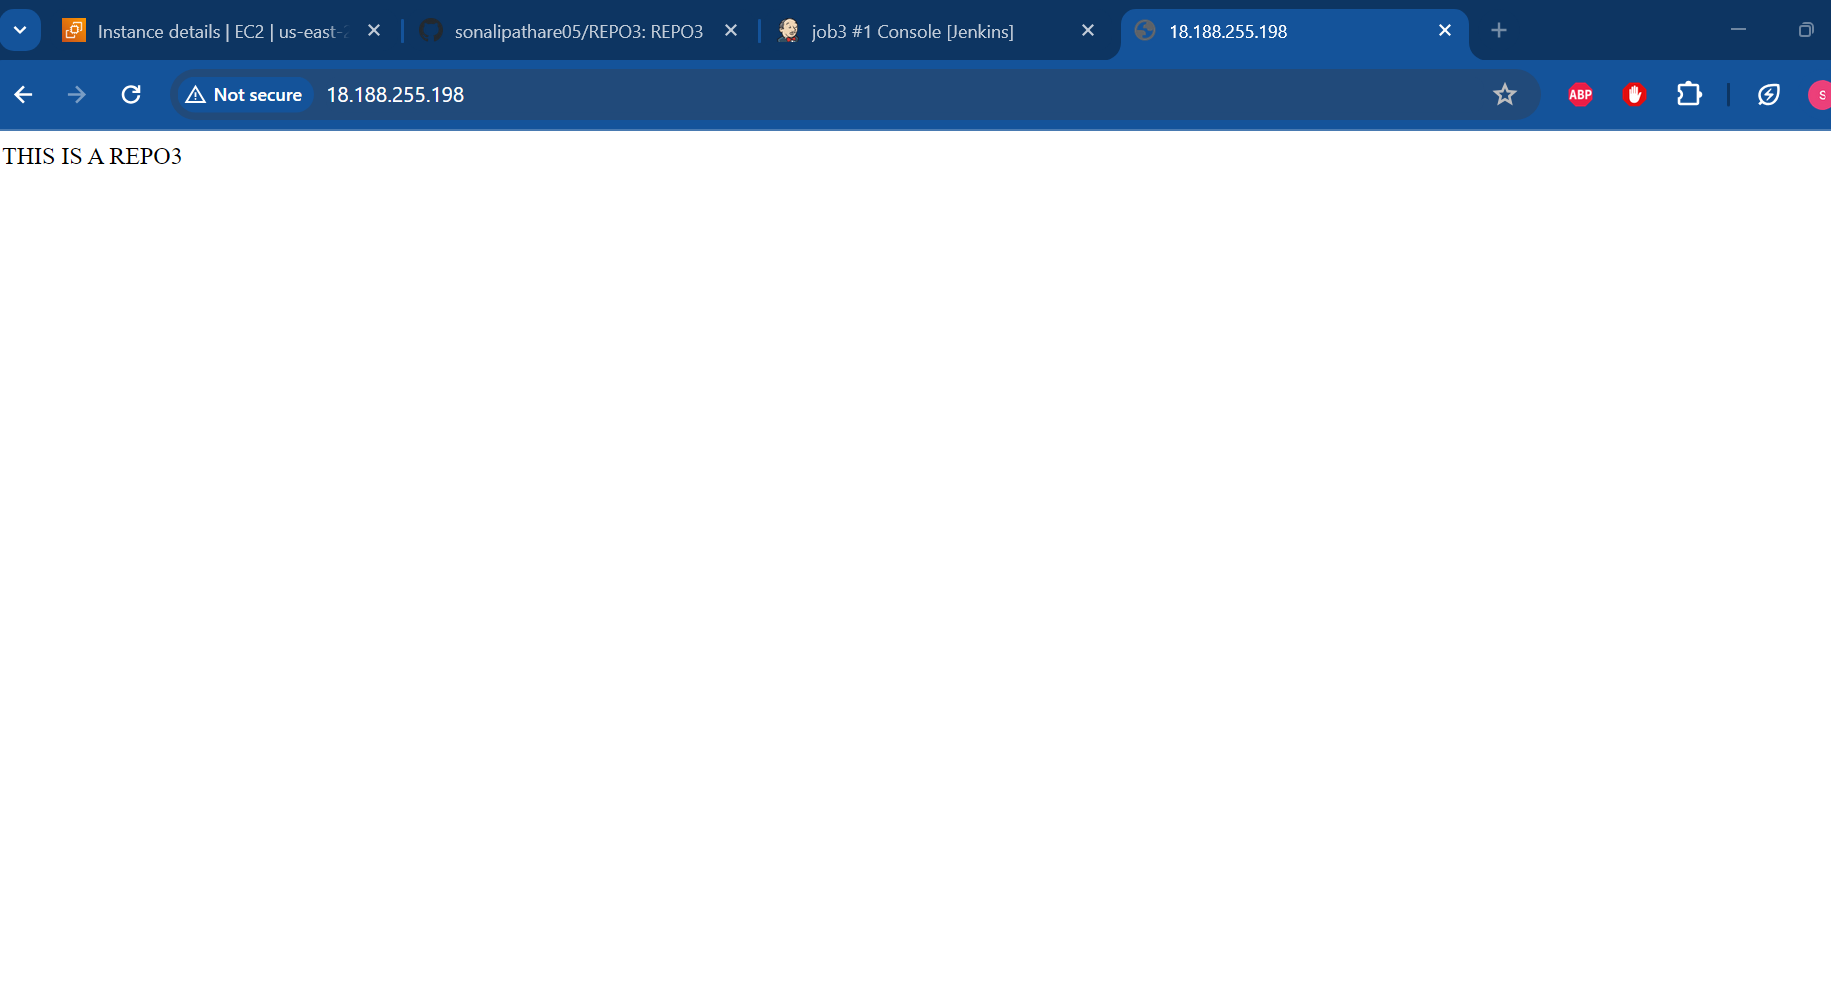 Instance details | EC2 | us-east-2
sonalipathare05/REPO3: REPO3
job3 #1 Console [Jenkins]
18.188.255.198
Not secure
18.188.255.198
ABP
S
THIS IS A REPO3